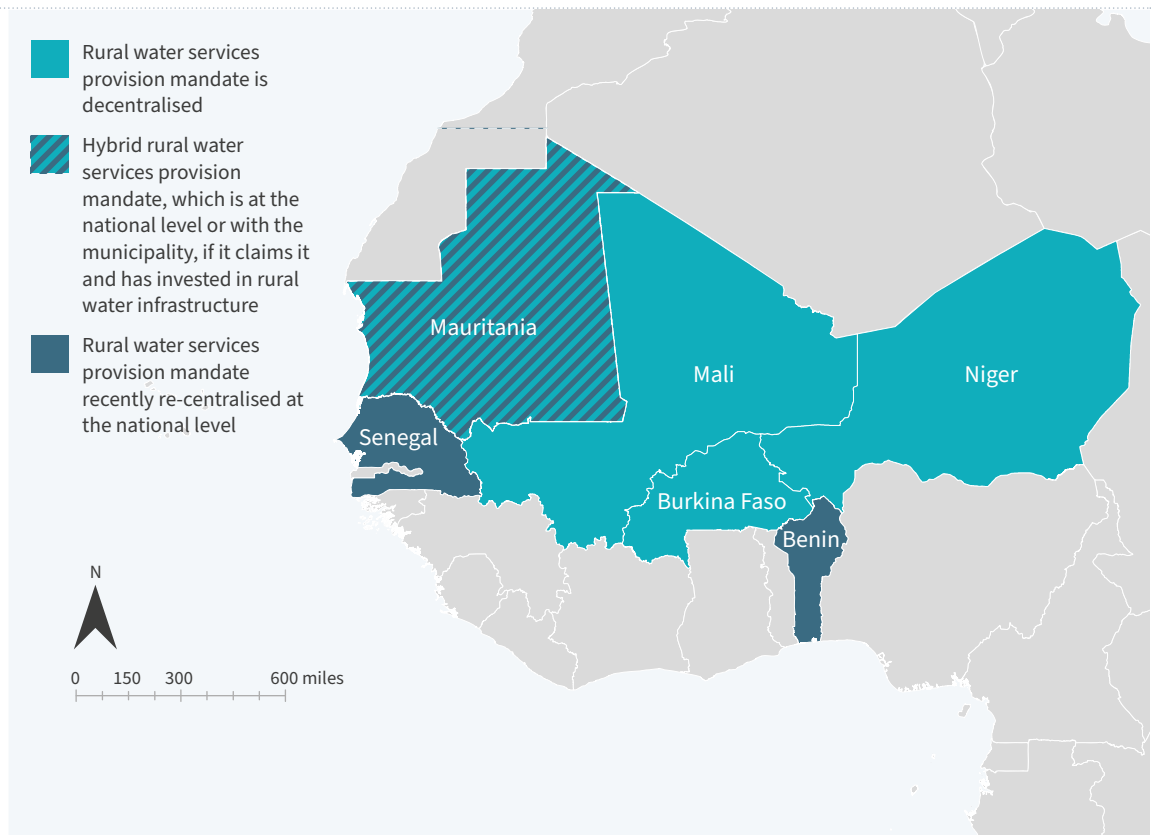 Rural water services
provision mandate is
decentralised
Hybrid rural water
services provision
mandate, which is at the
national level or with the
municipality, if it claims it
and has invested in rural
water infrastructure
Rural water services
provision mandate
recently re-centralised at
the national level
Mauritania
Mali
Niger
Senegal
Burkina Faso
Benin
N
0 150 300 600 miles